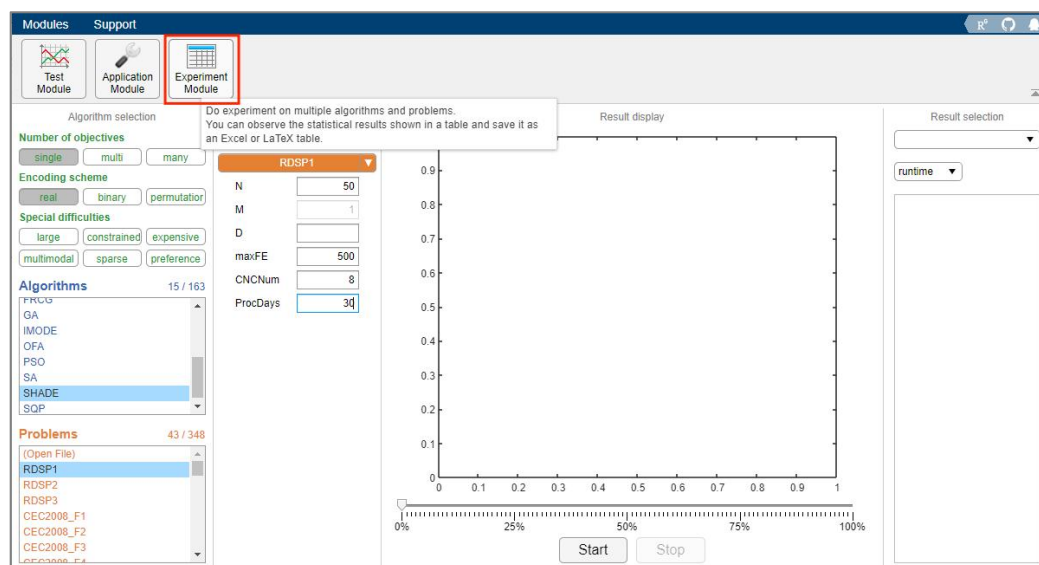 Modules Support
R⁶
Test Module
Application Module
Experiment Module
Do experiment on multiple algorithms and problems.
You can observe the statistical results shown in a table and save it as
an Excel or LaTeX table.
Algorithm selection
Number of objectives
single multi many
Encoding scheme
real binary permutation
Special difficulties
large constrained expensive
multimodal sparse preference
Algorithms 15 / 163
FRCG
GA
IMODE
OFA
PSO
SA
SHADE
SQP
Problems 43 / 348
(Open File)
RDSP1
RDSP2
RDSP3
CEC2008_F1
CEC2008_F2
CEC2008_F3
CEC2008_F4
RDSP1
N 50
M 1
D
maxFE 500
CNCNum 8
ProcDays 30
Result display
0.9
0.8
0.7
0.6
0.5
0.4
0.3
0.2
0.1
0
0 0.1 0.2 0.3 0.4 0.5 0.6 0.7 0.8 0.9 1
0% 25% 50% 75% 100%
Start Stop
Result selection
runtime